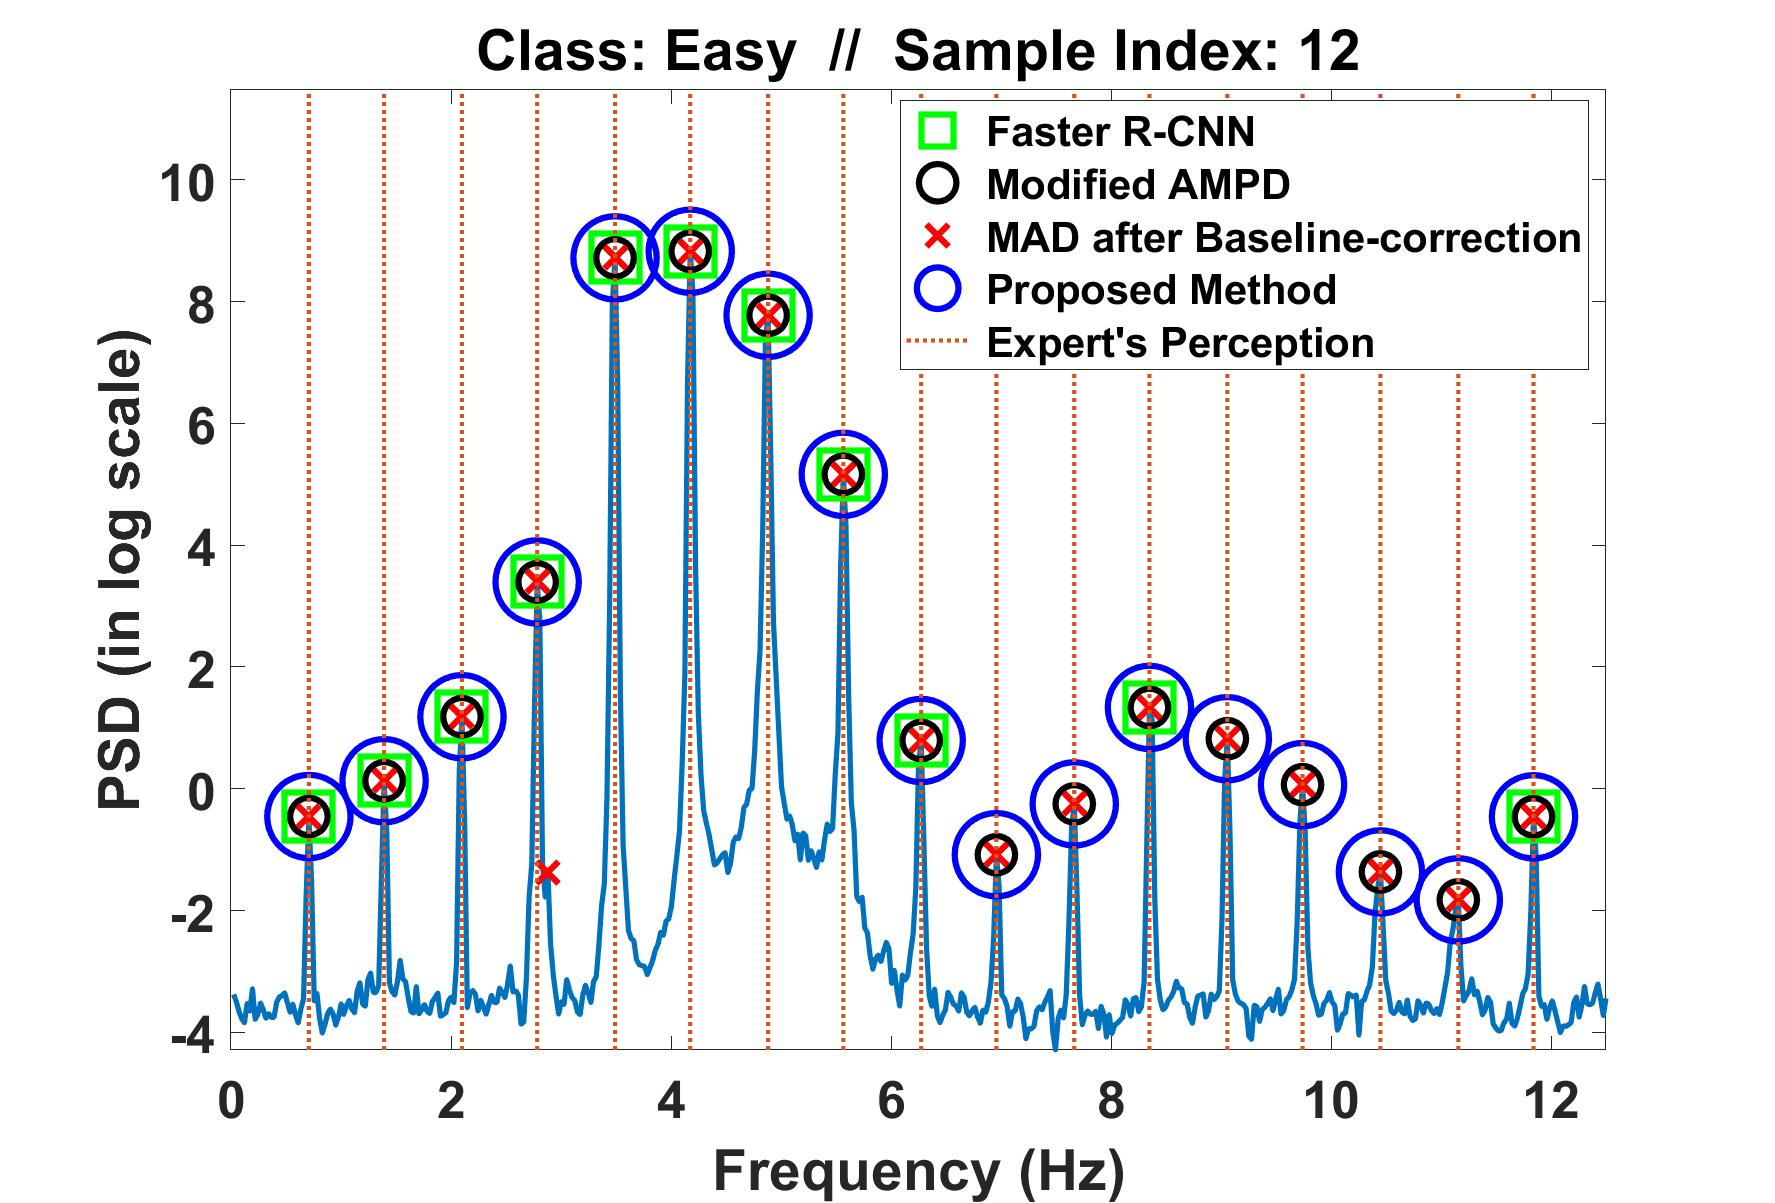 Class: Easy // Sample Index: 12
Faster R-CNN
Modified AMPD
MAD after Baseline-correction
Proposed Method
Expert's Perception
PSD (in log scale)
10
8
6
4
2
0
-2
-4
0 2 4 6 8 10 12
Frequency (Hz)